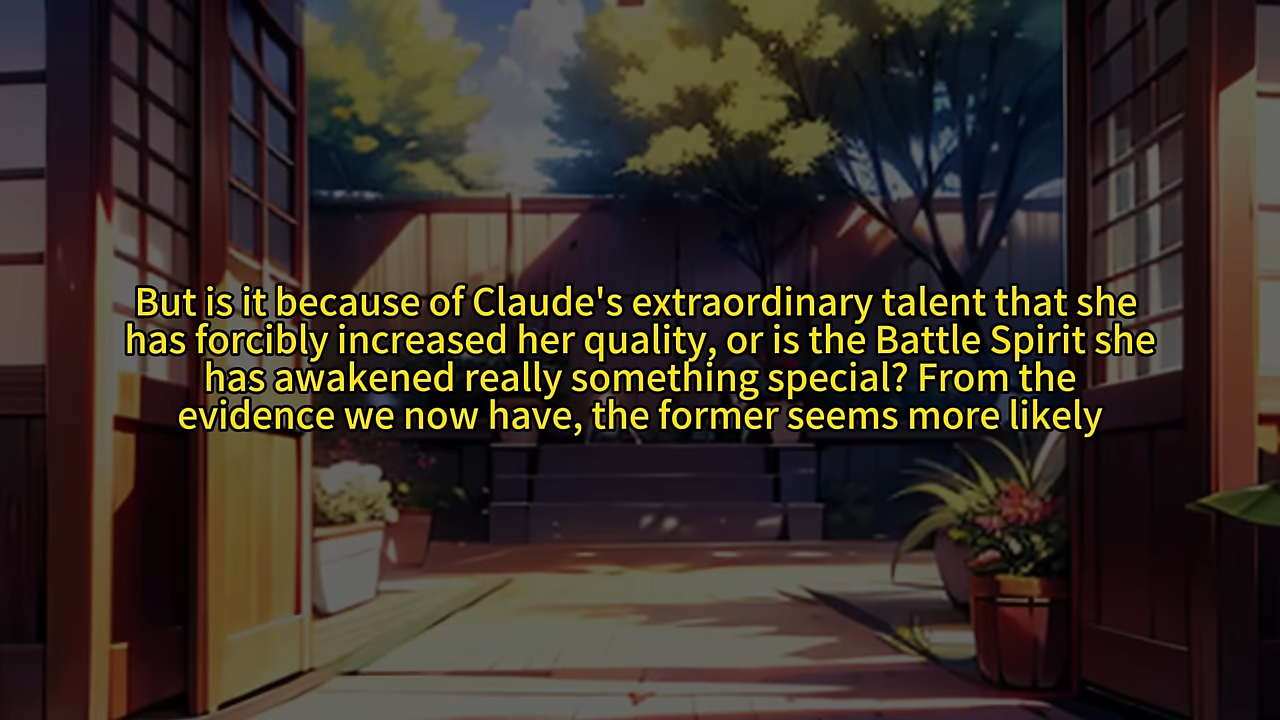 But is it because of Claude's extraordinary talent that she
has forcibly increased her quality, or is the Battle Spirit she
has awakened really something special? From the
evidence we now have, the former seems more likely